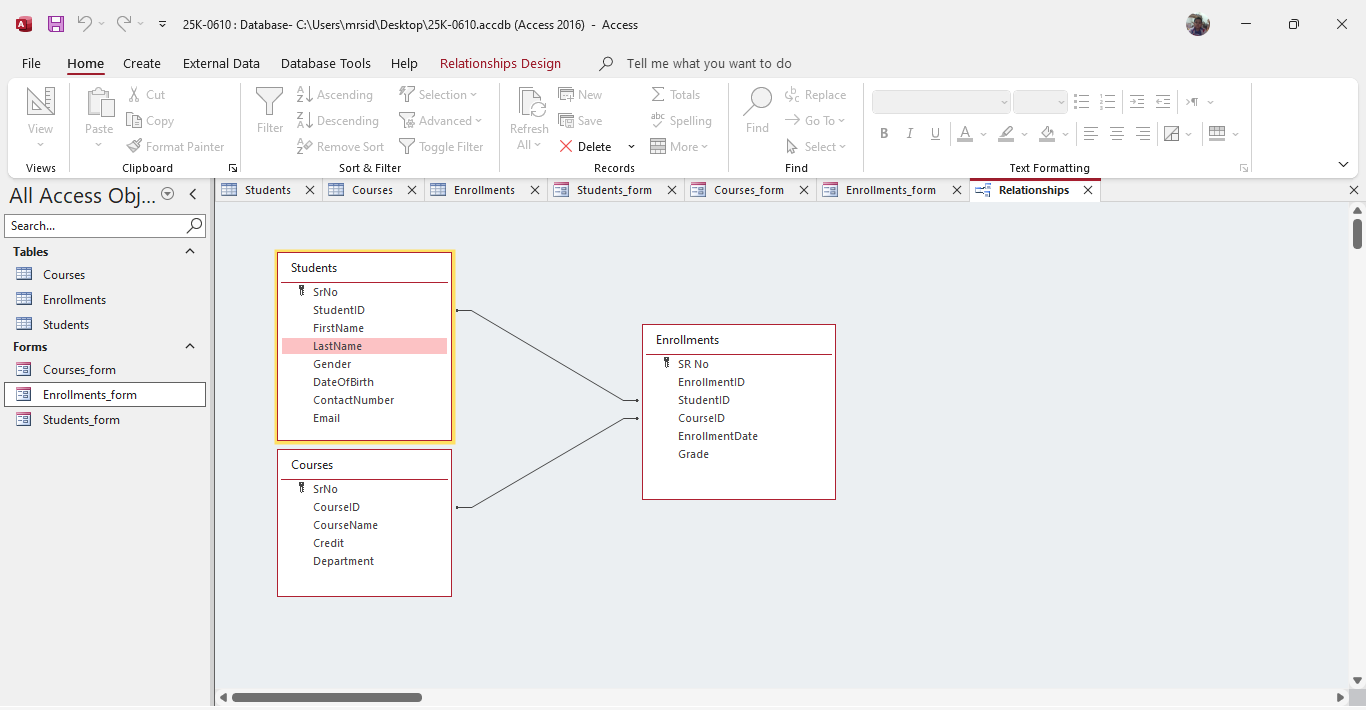 25K-0610 : Database- C:\Users\mrsid\Desktop\25K-0610.accdb (Access 2016)  -  Access
File Home Create External Data Database Tools Help Relationships Design Tell me what you want to do
View
Views
Paste
Cut
Copy
Format Painter
Clipboard
Filter
Ascending
Descending
Remove Sort
Selection
Advanced
Toggle Filter
Sort & Filter
Refresh
All
New
Save
Delete
Totals
Spelling
More
Records
Find
Replace
Go To
Select
Find
B I U A
Text Formatting
All Access Obj...
Search...
Tables
Courses
Enrollments
Students
Forms
Courses_form
Enrollments_form
Students_form
Students Courses Enrollments Students_form Courses_form Enrollments_form Relationships
Students
SrNo
StudentID
FirstName
LastName
Gender
DateOfBirth
ContactNumber
Email
Courses
SrNo
CourseID
CourseName
Credit
Department
Enrollments
SR No
EnrollmentID
StudentID
CourseID
EnrollmentDate
Grade